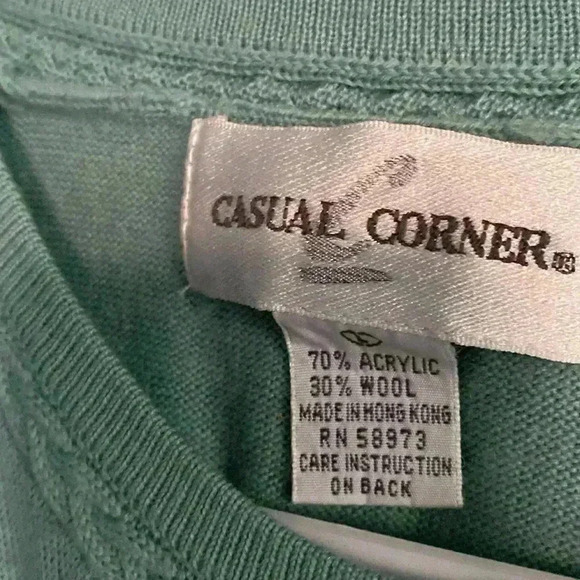 CASUAL CORNER®
70% ACRYLIC
30% WOOL
MADE IN HONG KONG
RN 58973
CARE INSTRUCTION
ON BACK